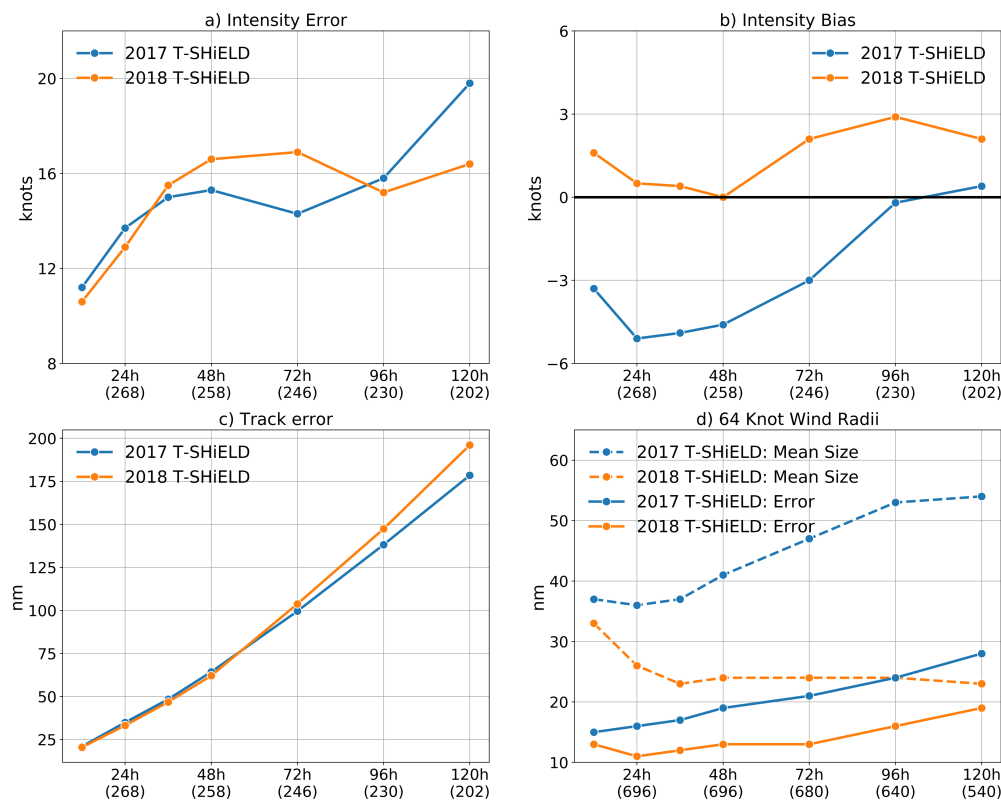 a) Intensity Error
2017 T-SHiELD
2018 T-SHiELD
20
16
12
8
knots
24h 48h 72h 96h 120h
(268) (258) (246) (230) (202)
b) Intensity Bias
2017 T-SHiELD
2018 T-SHiELD
6
3
0
−3
−6
knots
24h 48h 72h 96h 120h
(268) (258) (246) (230) (202)
c) Track error
2017 T-SHiELD
2018 T-SHiELD
200
175
150
125
100
75
50
25
nm
24h 48h 72h 96h 120h
(268) (258) (246) (230) (202)
d) 64 Knot Wind Radii
2017 T-SHiELD: Mean Size
2018 T-SHiELD: Mean Size
2017 T-SHiELD: Error
2018 T-SHiELD: Error
60
50
40
30
20
10
nm
24h 48h 72h 96h 120h
(696) (696) (680) (640) (540)